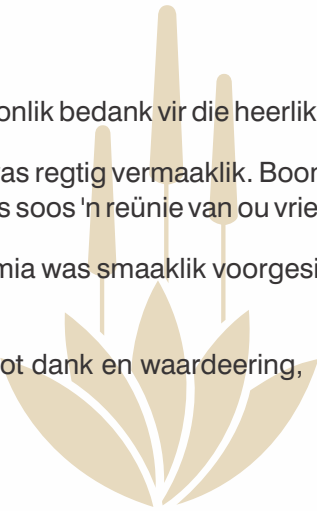 onlik bedank vir die heerlik
as regtig vermaaklik. Boor
s soos 'n reünie van ou vrie
mia was smaaklik voorgesi
ot dank en waardeering,